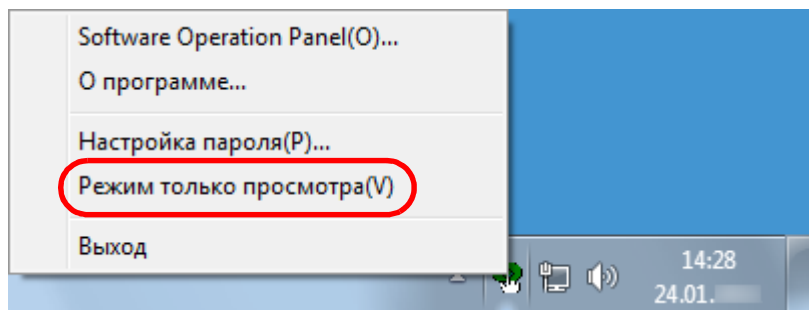 Software Operation Panel(O)...
О программе...
Настройка пароля(P)...
Режим только просмотра(V)
Выход
14:28
24.01.